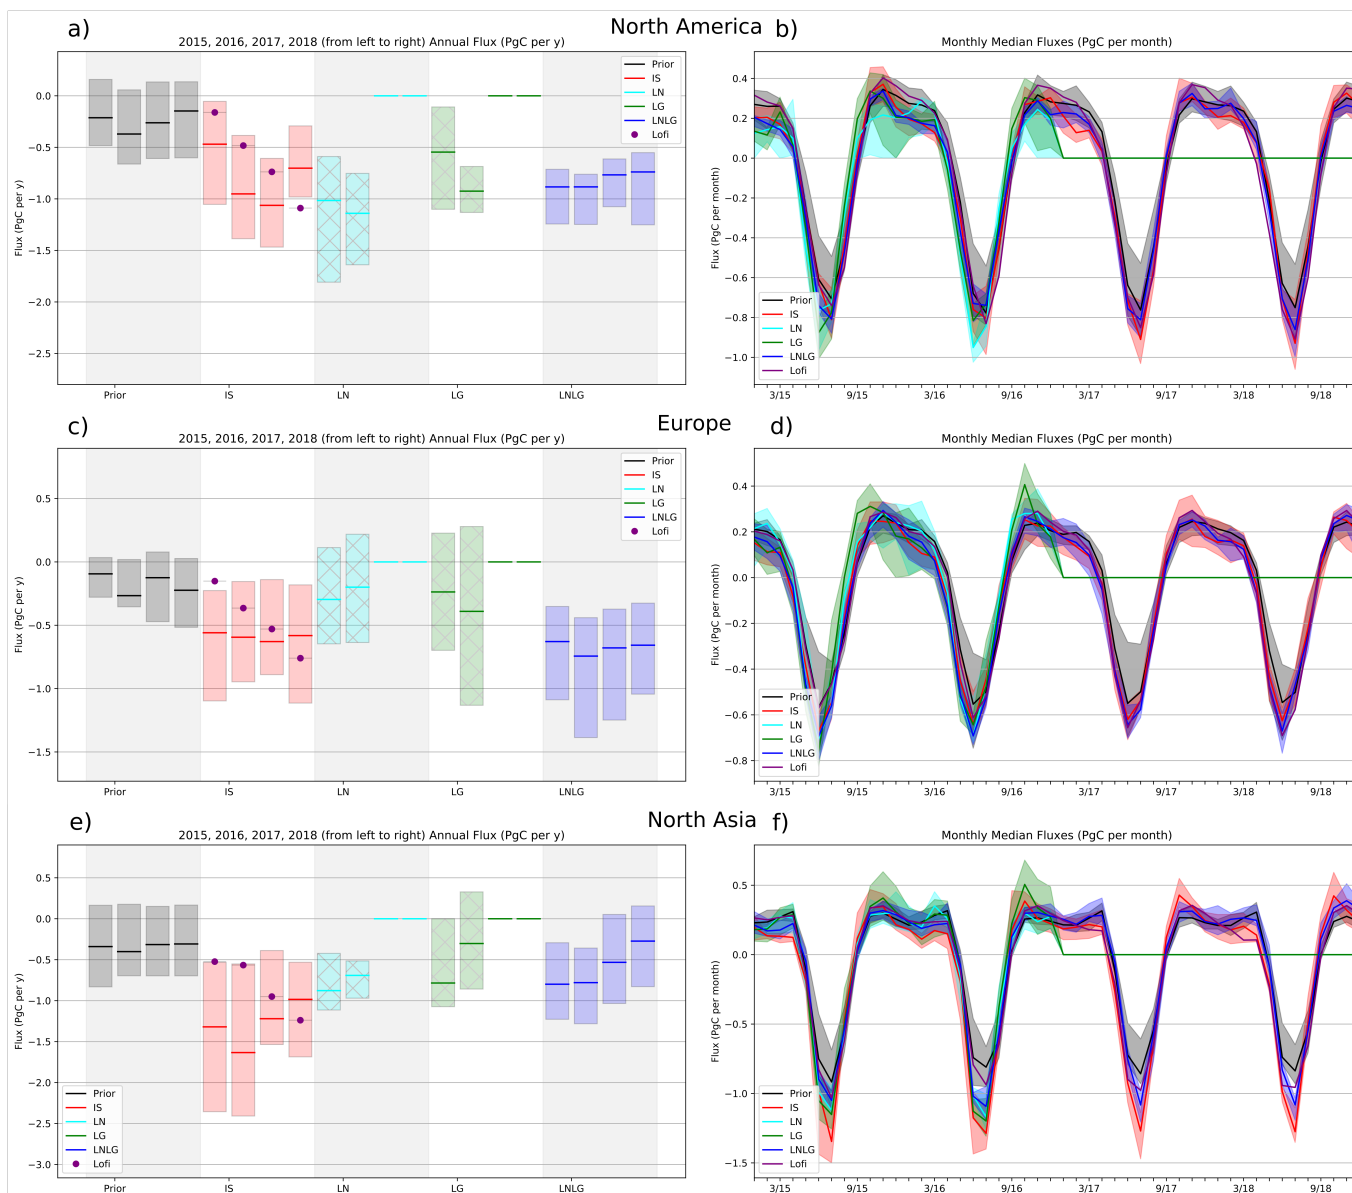 a) North America b)
2015, 2016, 2017, 2018 (from left to right) Annual Flux (PgC per y)
Flux (PgC per y)
0.0
−0.5
−1.0
−1.5
−2.0
−2.5
Prior
IS
LN
LG
LNLG
Lofi
Prior IS LN LG LNLG
Monthly Median Fluxes (PgC per month)
Flux (PgC per month)
0.4
0.2
0.0
−0.2
−0.4
−0.6
−0.8
−1.0
Prior
IS
LN
LG
LNLG
Lofi
3/15 9/15 3/16 9/16 3/17 9/17 3/18 9/18
c) Europe d)
2015, 2016, 2017, 2018 (from left to right) Annual Flux (PgC per y)
Flux (PgC per y)
0.5
0.0
−0.5
−1.0
−1.5
Prior
IS
LN
LG
LNLG
Lofi
Prior IS LN LG LNLG
Monthly Median Fluxes (PgC per month)
Flux (PgC per month)
0.4
0.2
0.0
−0.2
−0.4
−0.6
−0.8
Prior
IS
LN
LG
LNLG
Lofi
3/15 9/15 3/16 9/16 3/17 9/17 3/18 9/18
e) North Asia f)
2015, 2016, 2017, 2018 (from left to right) Annual Flux (PgC per y)
Flux (PgC per y)
0.5
0.0
−0.5
−1.0
−1.5
−2.0
−2.5
−3.0
Prior
IS
LN
LG
LNLG
Lofi
Prior IS LN LG LNLG
Monthly Median Fluxes (PgC per month)
Flux (PgC per month)
0.5
0.0
−0.5
−1.0
−1.5
Prior
IS
LN
LG
LNLG
Lofi
3/15 9/15 3/16 9/16 3/17 9/17 3/18 9/18